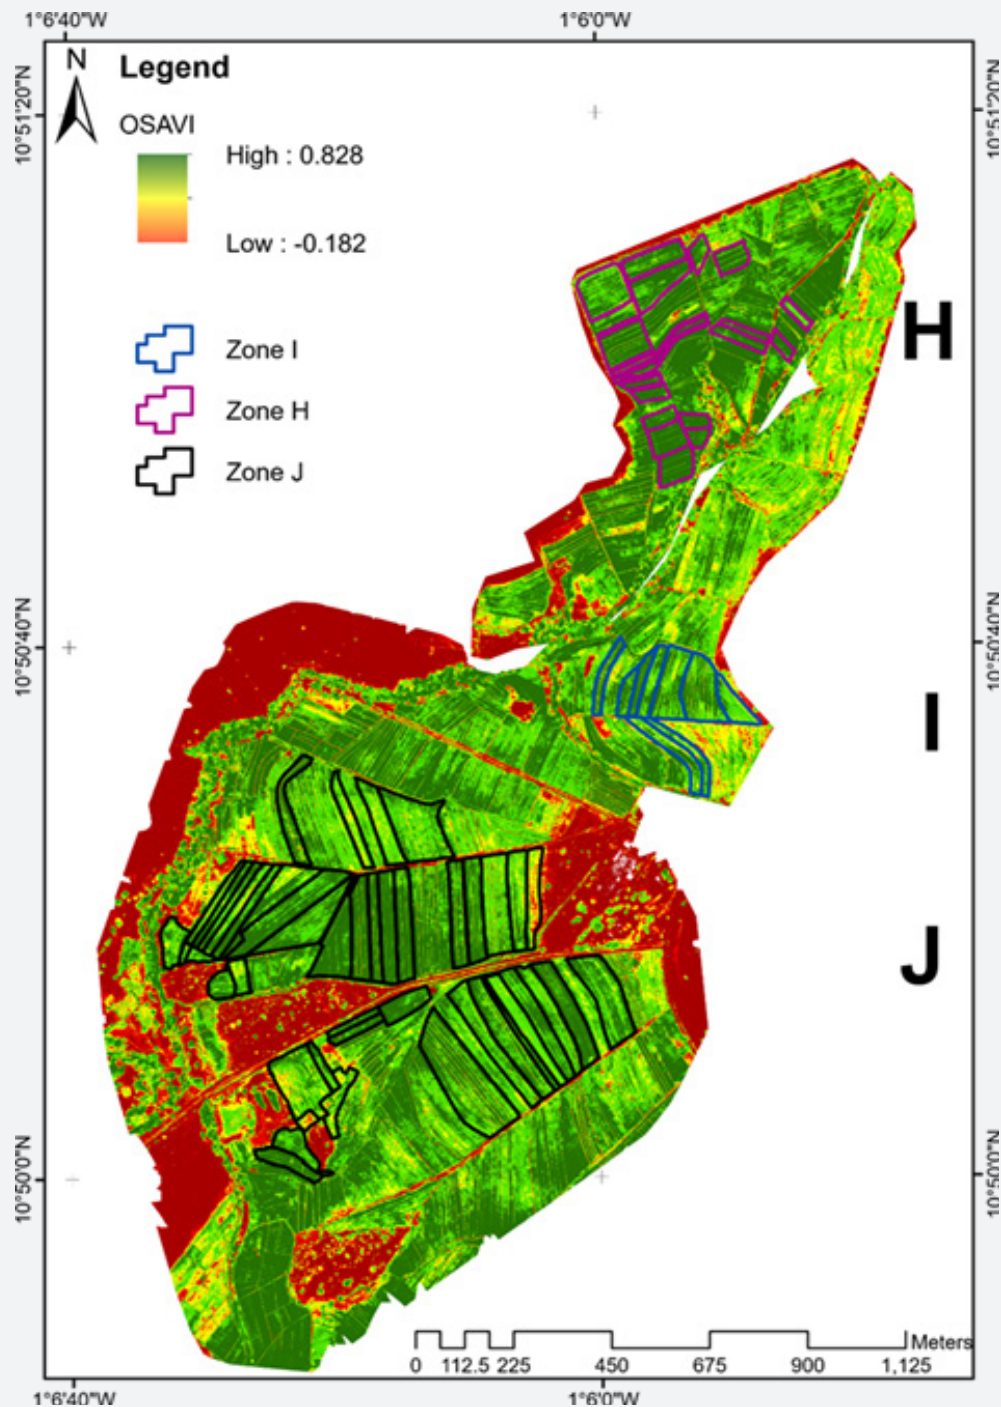 1°6'40"W 1°6'0"W
N
Legend
OSAVI
High : 0.828
Low : -0.182
Zone I
Zone H
Zone J
10°51'20"N 10°51'20"N
H
10°50'40"N 10°50'40"N
I
J
10°50'0"N 10°50'0"N
Meters
0 112.5 225 450 675 900 1,125
1°6'40"W 1°6'0"W